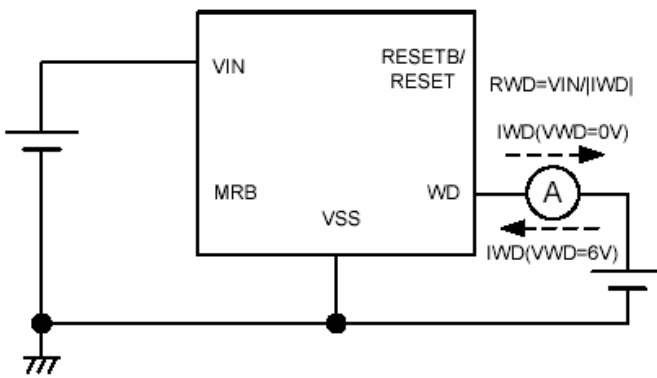 VIN
RESETB/
RESET
RWD=VIN/|IWD|
IWD(VWD=0V)
MRB
WD
A
VSS
IWD(VWD=6V)